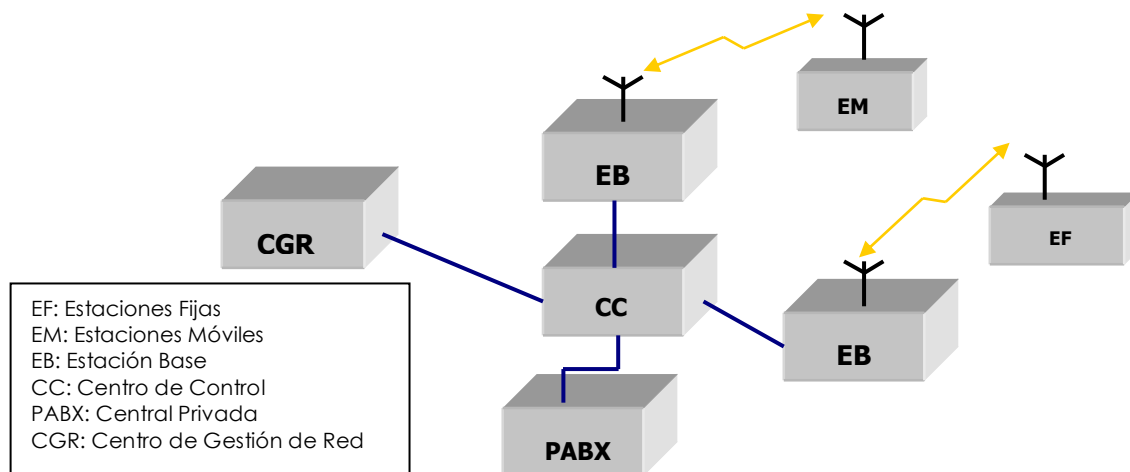 EM
EB
EF
CGR
CC
EB
PABX
EF: Estaciones Fijas
EM: Estaciones Móviles
EB: Estación Base
CC: Centro de Control
PABX: Central Privada
CGR: Centro de Gestión de Red